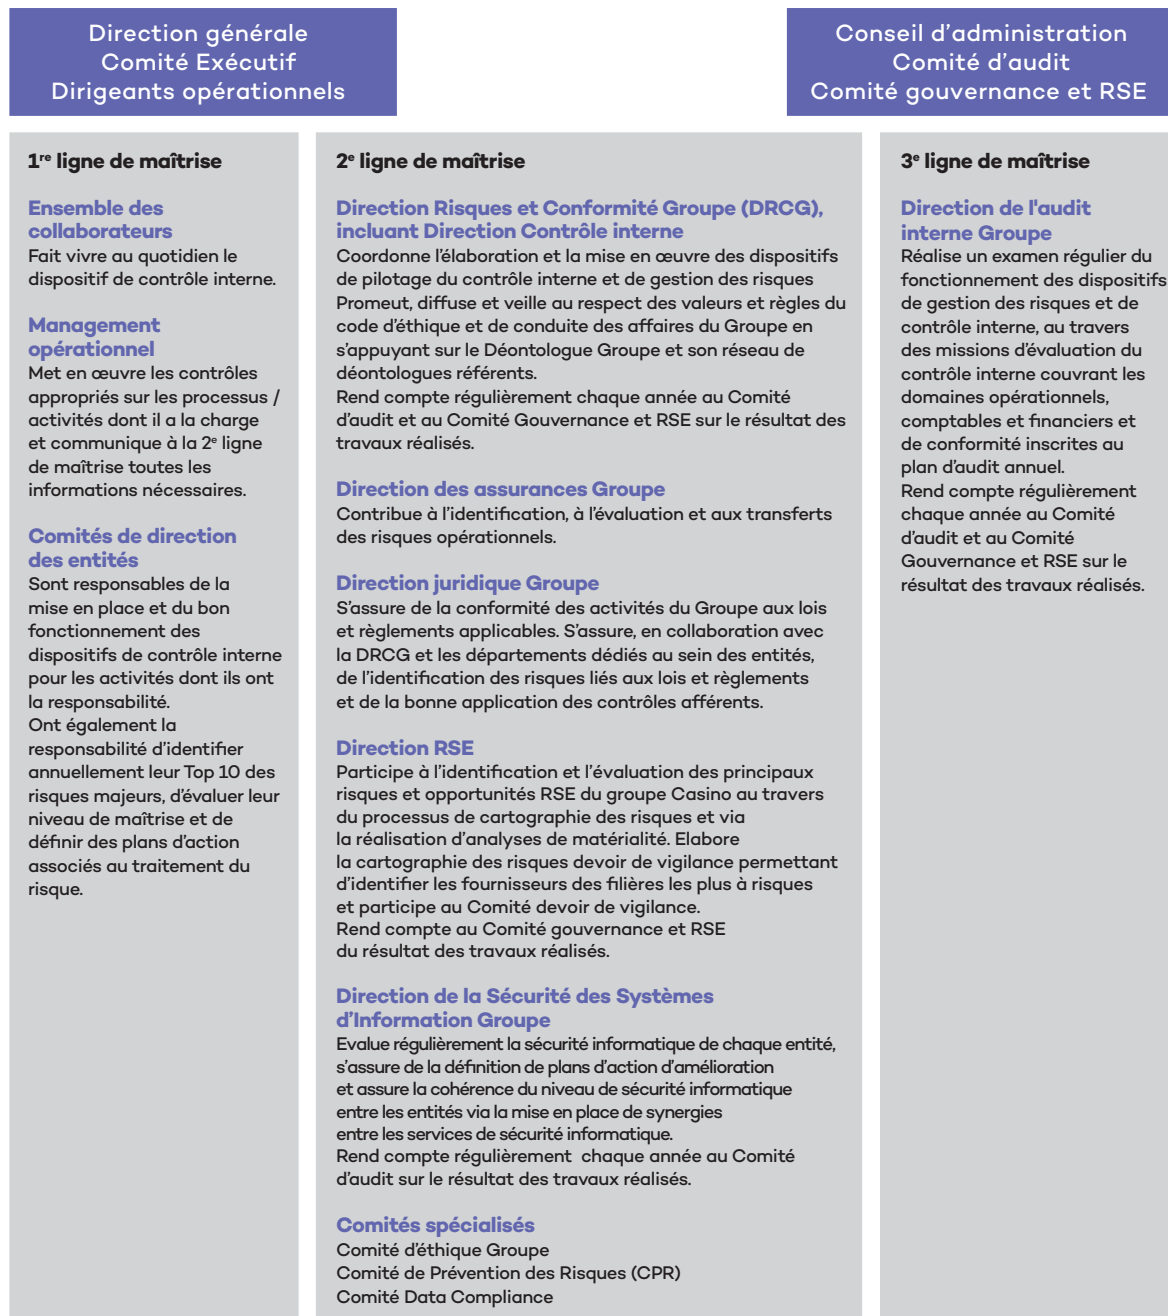 Direction générale
Comité Exécutif
Dirigeants opérationnels
Conseil d’administration
Comité d’audit
Comité gouvernance et RSE
1re ligne de maîtrise
Ensemble des
collaborateurs
Fait vivre au quotidien le
dispositif de contrôle interne.
Management
opérationnel
Met en œuvre les contrôles
appropriés sur les processus /
activités dont il a la charge
et communique à la 2e ligne
de maîtrise toutes les
informations nécessaires.
Comités de direction
des entités
Sont responsables de la
mise en place et du bon
fonctionnement des
dispositifs de contrôle interne
pour les activités dont ils ont
la responsabilité.
Ont également la
responsabilité d’identifier
annuellement leur Top 10 des
risques majeurs, d’évaluer leur
niveau de maîtrise et de
définir des plans d’action
associés au traitement du
risque.
2e ligne de maîtrise
Direction Risques et Conformité Groupe (DRCG),
incluant Direction Contrôle interne
Coordonne l’élaboration et la mise en œuvre des dispositifs
de pilotage du contrôle interne et de gestion des risques
Promeut, diffuse et veille au respect des valeurs et règles du
code d’éthique et de conduite des affaires du Groupe en
s’appuyant sur le Déontologue Groupe et son réseau de
déontologues référents.
Rend compte régulièrement chaque année au Comité
d’audit et au Comité Gouvernance et RSE sur le résultat des
travaux réalisés.
Direction des assurances Groupe
Contribue à l’identification, à l’évaluation et aux transferts
des risques opérationnels.
Direction juridique Groupe
S’assure de la conformité des activités du Groupe aux lois
et règlements applicables. S’assure, en collaboration avec
la DRCG et les départements dédiés au sein des entités,
de l’identification des risques liés aux lois et règlements
et de la bonne application des contrôles afférents.
Direction RSE
Participe à l’identification et l’évaluation des principaux
risques et opportunités RSE du groupe Casino au travers
du processus de cartographie des risques et via
la réalisation d’analyses de matérialité. Elabore
la cartographie des risques devoir de vigilance permettant
d’identifier les fournisseurs des filières les plus à risques
et participe au Comité devoir de vigilance.
Rend compte au Comité gouvernance et RSE
du résultat des travaux réalisés.
Direction de la Sécurité des Systèmes
d’Information Groupe
Evalue régulièrement la sécurité informatique de chaque entité,
s’assure de la définition de plans d’action d’amélioration
et assure la cohérence du niveau de sécurité informatique
entre les entités via la mise en place de synergies
entre les services de sécurité informatique.
Rend compte régulièrement chaque année au Comité
d’audit sur le résultat des travaux réalisés.
Comités spécialisés
Comité d’éthique Groupe
Comité de Prévention des Risques (CPR)
Comité Data Compliance
3e ligne de maîtrise
Direction de l'audit
interne Groupe
Réalise un examen régulier du
fonctionnement des dispositifs
de gestion des risques et de
contrôle interne, au travers
des missions d’évaluation du
contrôle interne couvrant les
domaines opérationnels,
comptables et financiers et
de conformité inscrites au
plan d’audit annuel.
Rend compte régulièrement
chaque année au Comité
d’audit et au Comité
Gouvernance et RSE sur le
résultat des travaux réalisés.